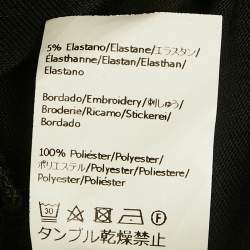 5% Elastano/Elastane/エラスタン/
Élasthanne/Elastan/Elasthan/
Elastano
Bordado/Embroidery/刺しゅう/
Broderie/Ricamo/Stickerei/
Bordado
100% Poliéster/Polyester/
ポリエステル/Polyester/Poliestere/
Polyester/Poliéster
30 P F
タンブル乾燥禁止